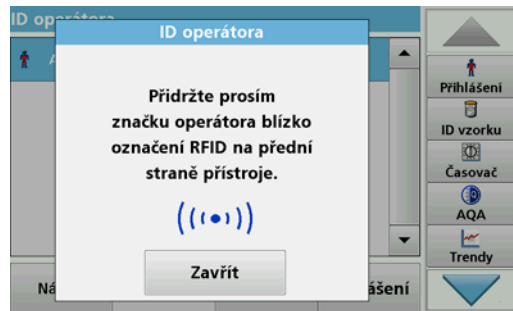 ID operátora
ID operátora
Přidržte prosím
značku operátora blízko
označení RFID na přední
straně přístroje.
Zavřít
Přihlášení
ID vzorku
Časovač
AQA
Trendy